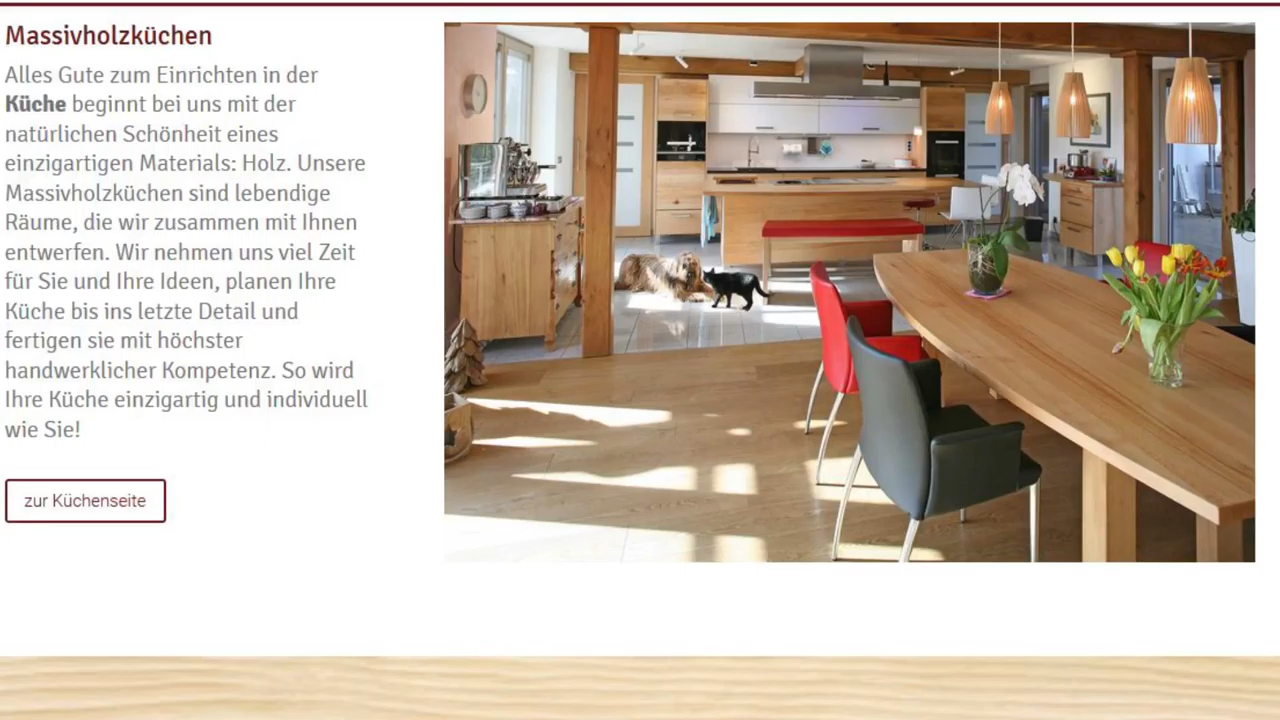 Massivholzküchen
Alles Gute zum Einrichten in der
Küche beginnt bei uns mit der
natürlichen Schönheit eines
einzigartigen Materials: Holz. Unsere
Massivholzküchen sind lebendige
Räume, die wir zusammen mit Ihnen
entwerfen. Wir nehmen uns viel Zeit
für Sie und Ihre Ideen, planen Ihre
Küche bis ins letzte Detail und
fertigen sie mit höchster
handwerklicher Kompetenz. So wird
Ihre Küche einzigartig und individuell
wie Sie!
zur Küchenseite